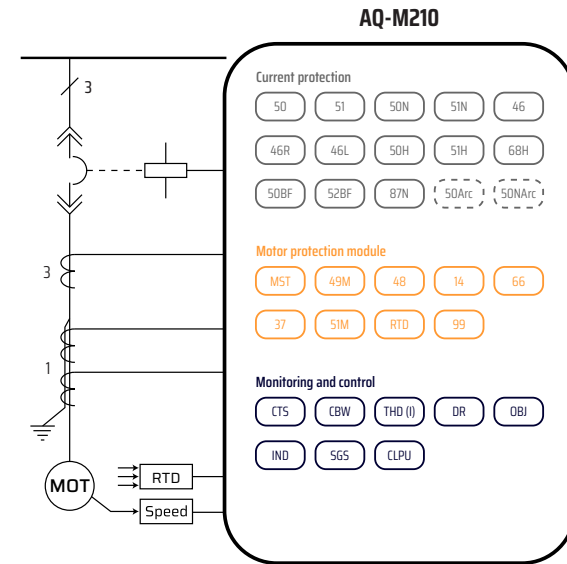 AQ-M210
3
Current protection
50 51 50N 51N 46
46R 46L 50H 51H 68H
50BF 52BF 87N 50Arc 50NArc
Motor protection module
3
MST 49M 48 14 66
37 51M RTD 99
1
Monitoring and control
CTS CBW THD (I) DR OBJ
IND SGS CLPU
MOT
RTD
Speed